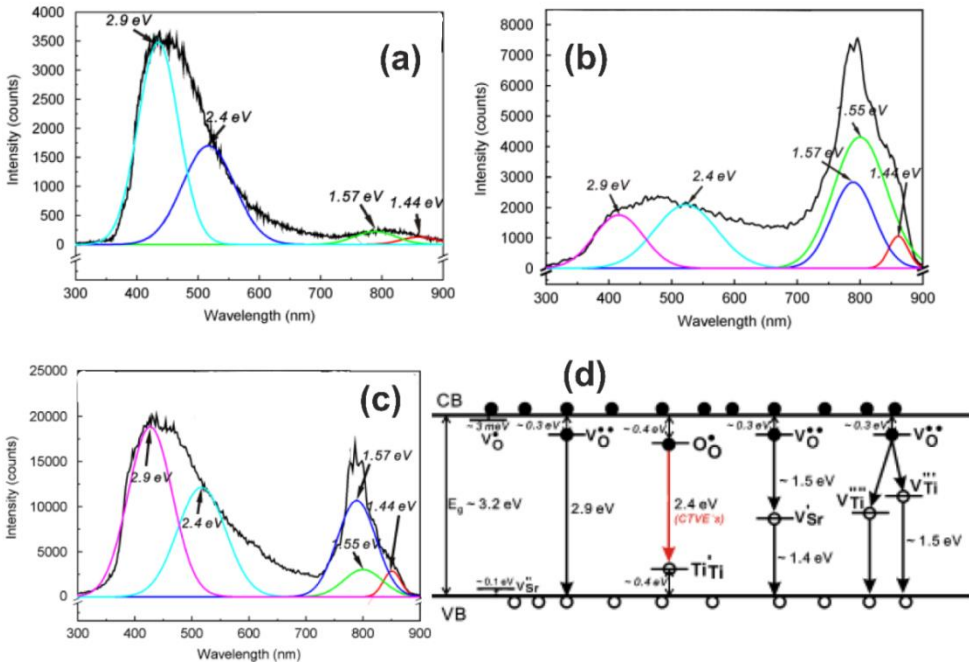 (a)
2.9 eV
2.4 eV
1.57 eV
1.44 eV
Intensity (counts)
4000
3500
3000
2500
2000
1500
1000
500
0
300 400 500 600 700 800 900
Wavelength (nm)
(b)
2.9 eV
2.4 eV
1.55 eV
1.57 eV
1.44 eV
Intensity (counts)
8000
7000
6000
5000
4000
3000
2000
1000
0
300 400 500 600 700 800 900
Wavelength (nm)
(c)
2.9 eV
2.4 eV
1.57 eV
1.55 eV
1.44 eV
Intensity (counts)
25000
20000
15000
10000
5000
0
300 400 500 600 700 800 900
Wavelength (nm)
(d)
CB
~3 meV
V•O
~0.3 eV
V••O
~0.4 eV
O•O
~0.3 eV
V••O
~0.3 eV
V••O
Eg ~ 3.2 eV
2.9 eV
2.4 eV
(CTVE´s)
~ 1.5 eV
V'Sr
~ 1.4 eV
V''''Ti
V'''Ti
~ 1.5 eV
Ti'Ti
~0.4 eV
~0.1 eV
V''Sr
VB